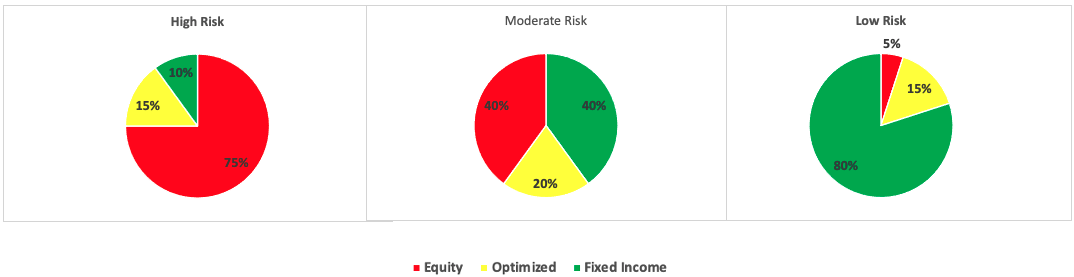 High Risk
10%
15%
75%
Moderate Risk
40%
40%
20%
Low Risk
5%
15%
80%
Equity
Optimized
Fixed Income